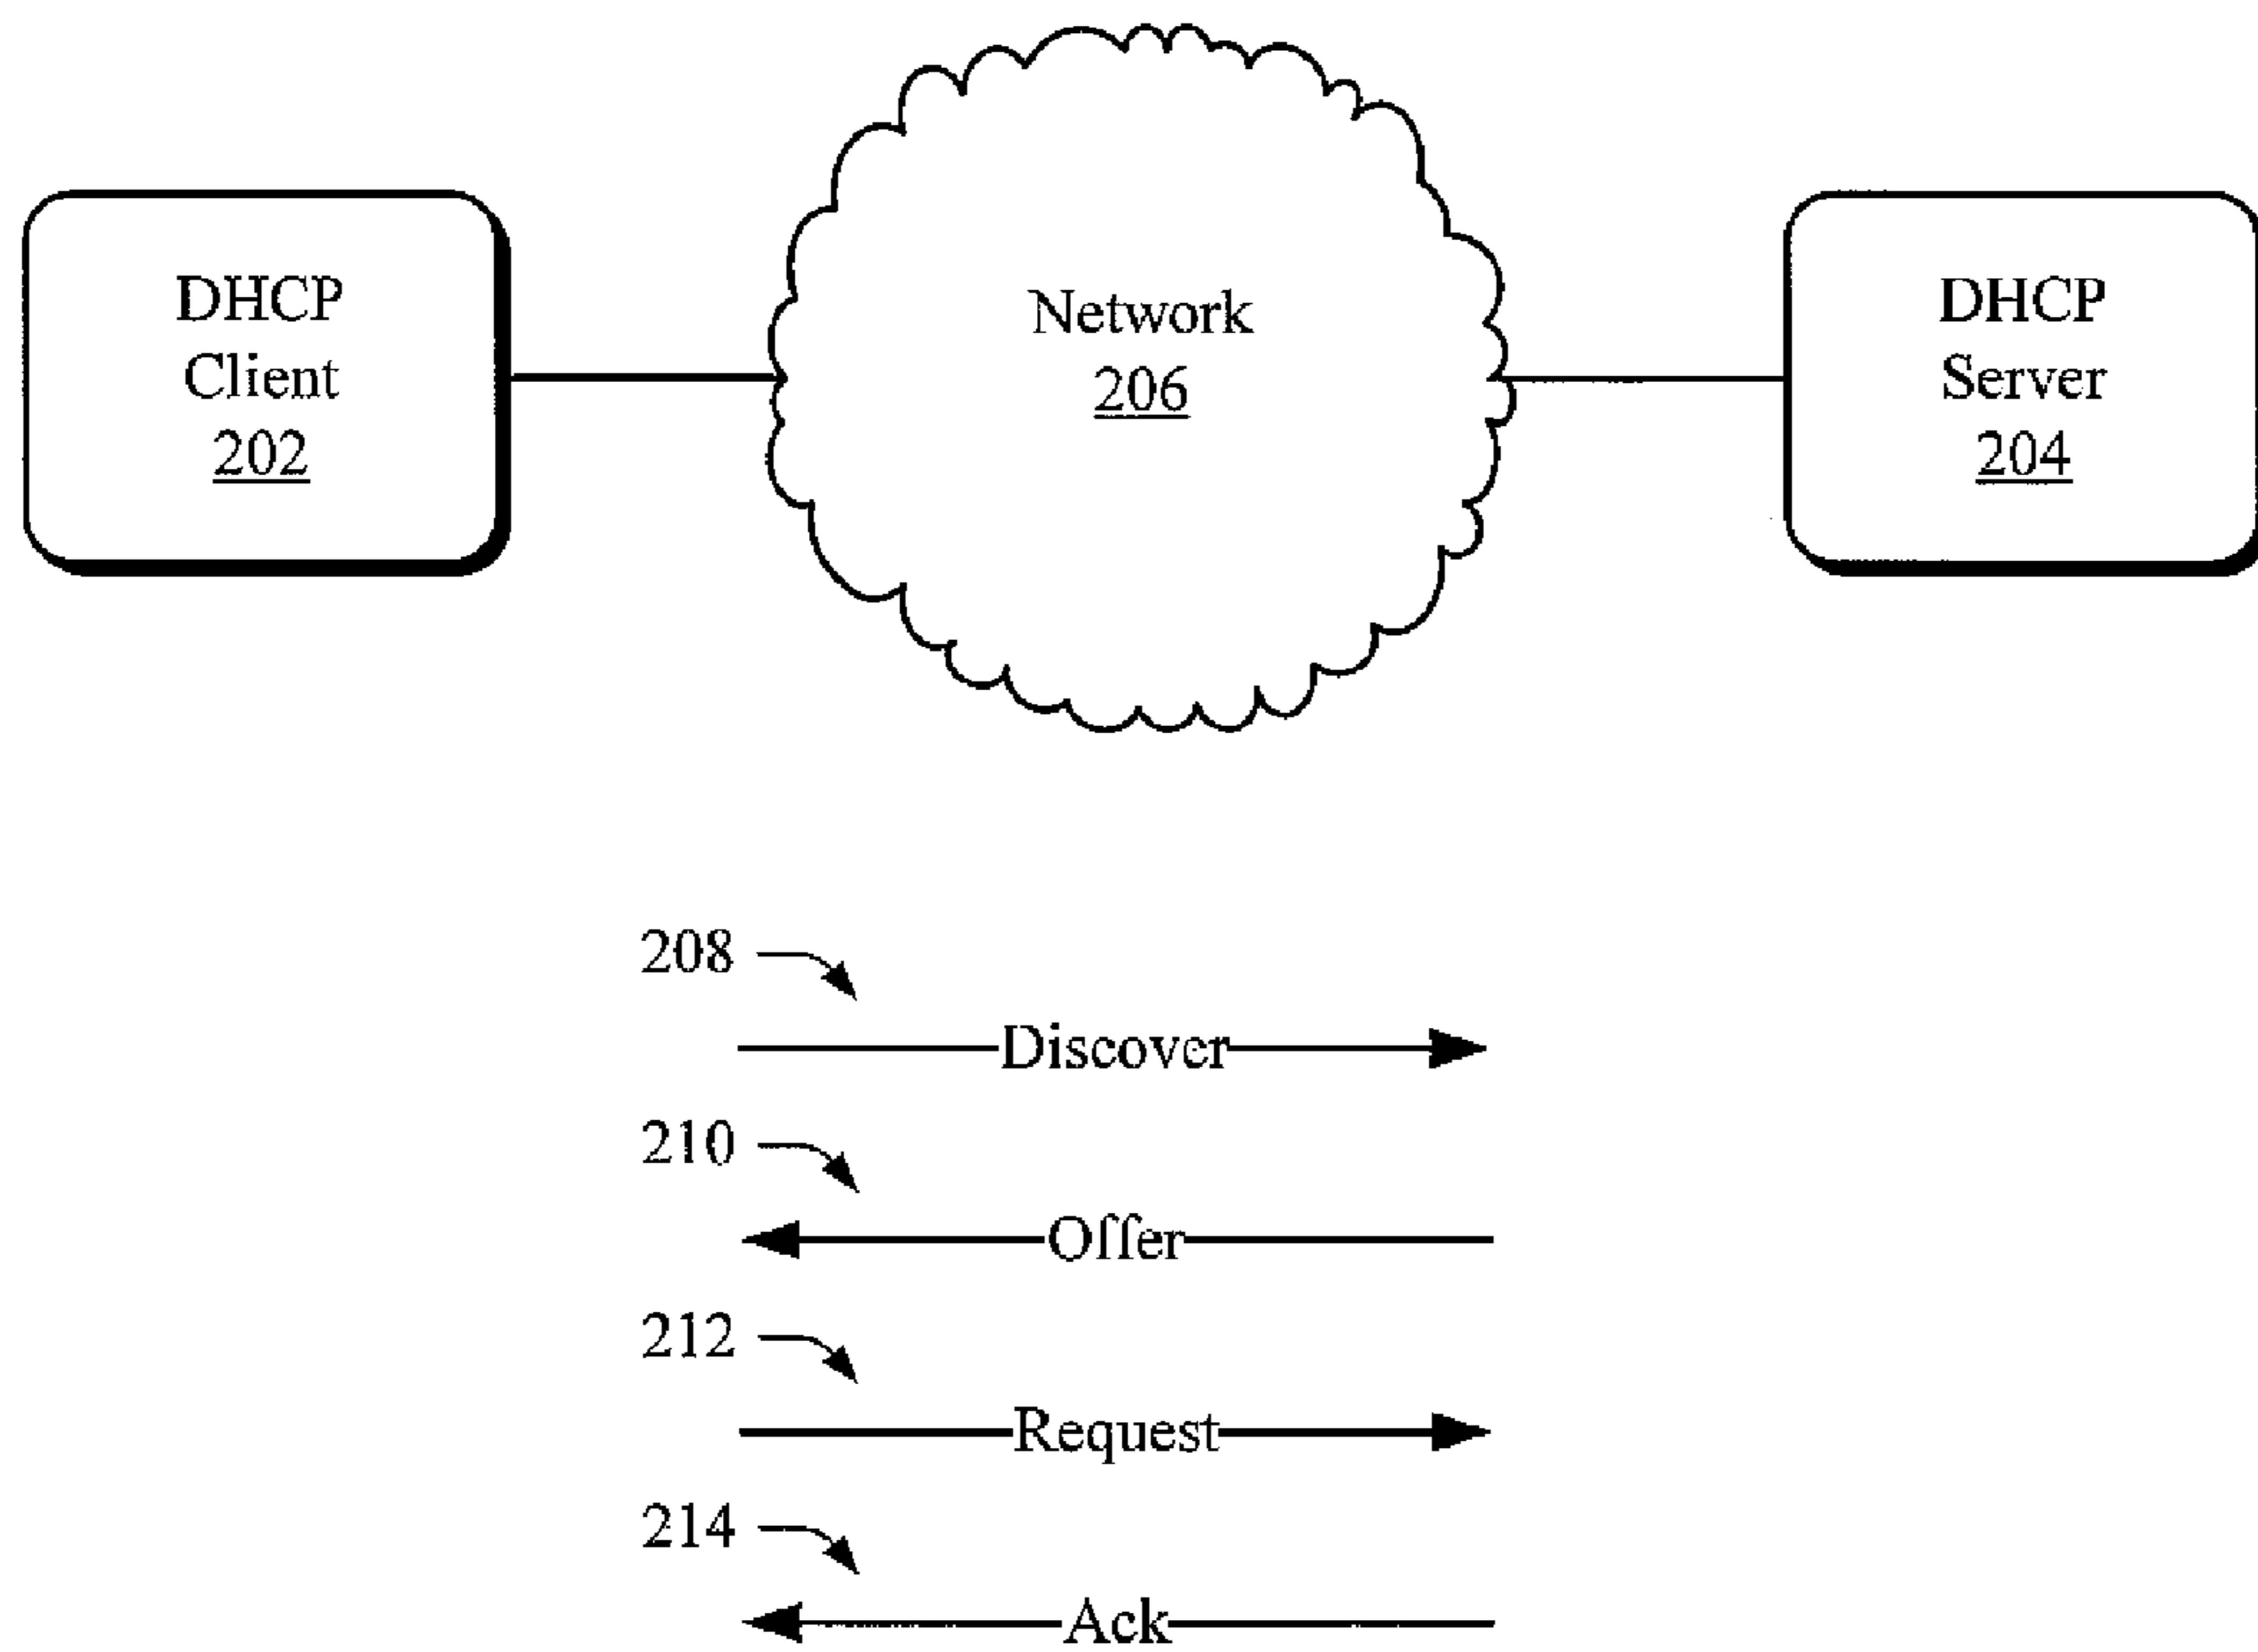 DHCP
Client
202
Network
206
DHCP
Server
204
208
Discover
210
Offer
212
Request
214
Ack